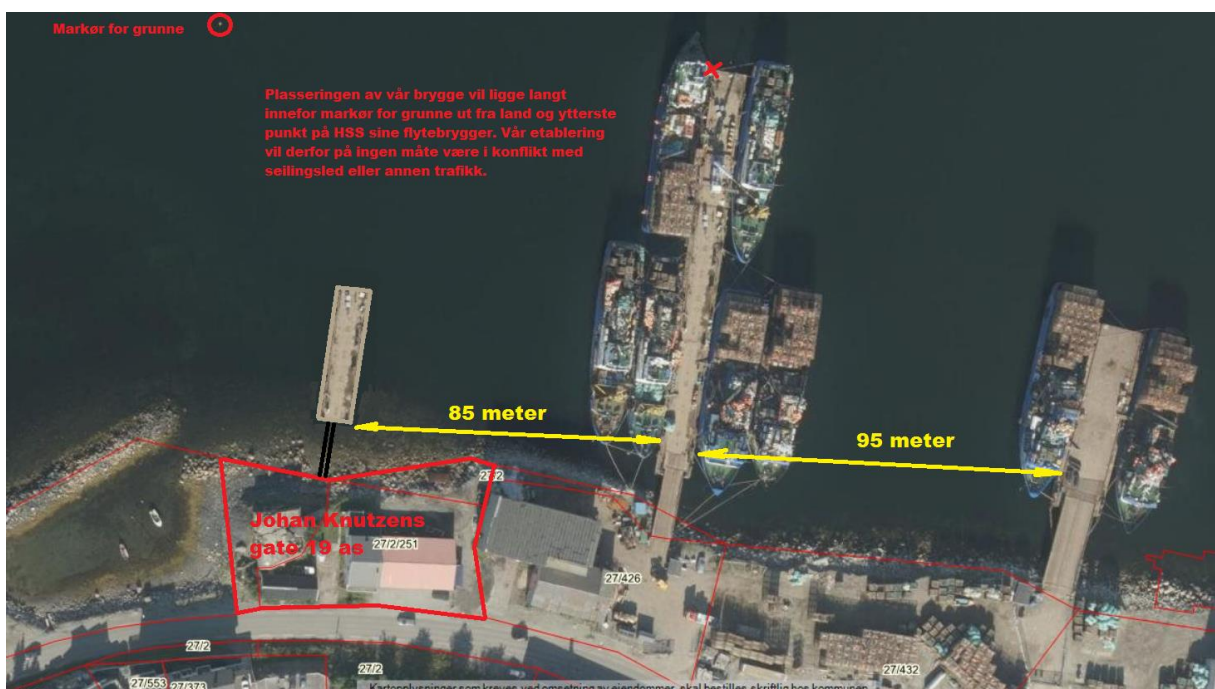 Markør for grunne
Plasseringen av vår brygge vil ligge langt
innefor markør for grunne ut fra land og ytterste
punkt på HSS sine flytebrygger. Vår etablering
vil derfor på ingen måte være i konflikt med
seilingsled eller annen trafikk.
85 meter
95 meter
27/2
Johan Knutzens
gate 19 as
27/2/251
27/426
27/2
27/2
27/432
27/553
27/373
Kartopplysninger som kreves ved omsetning av eiendommer, skal bestilles skriftlig hos kommunen